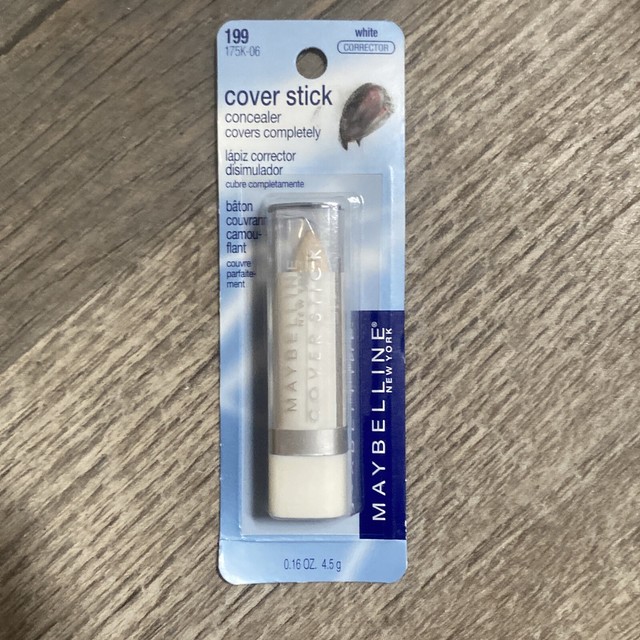 199
175K-06
white
CORRECTOR
cover stick
concealer
covers completely
lápiz corrector
disimulador
cubre completamente
bâton
couvrant
camou-
flant
couvre
parfaite-
ment
MAYBELLINE
COVER STICK
MAYBELLINE®
NEW YORK
0.16 OZ. 4.5 g